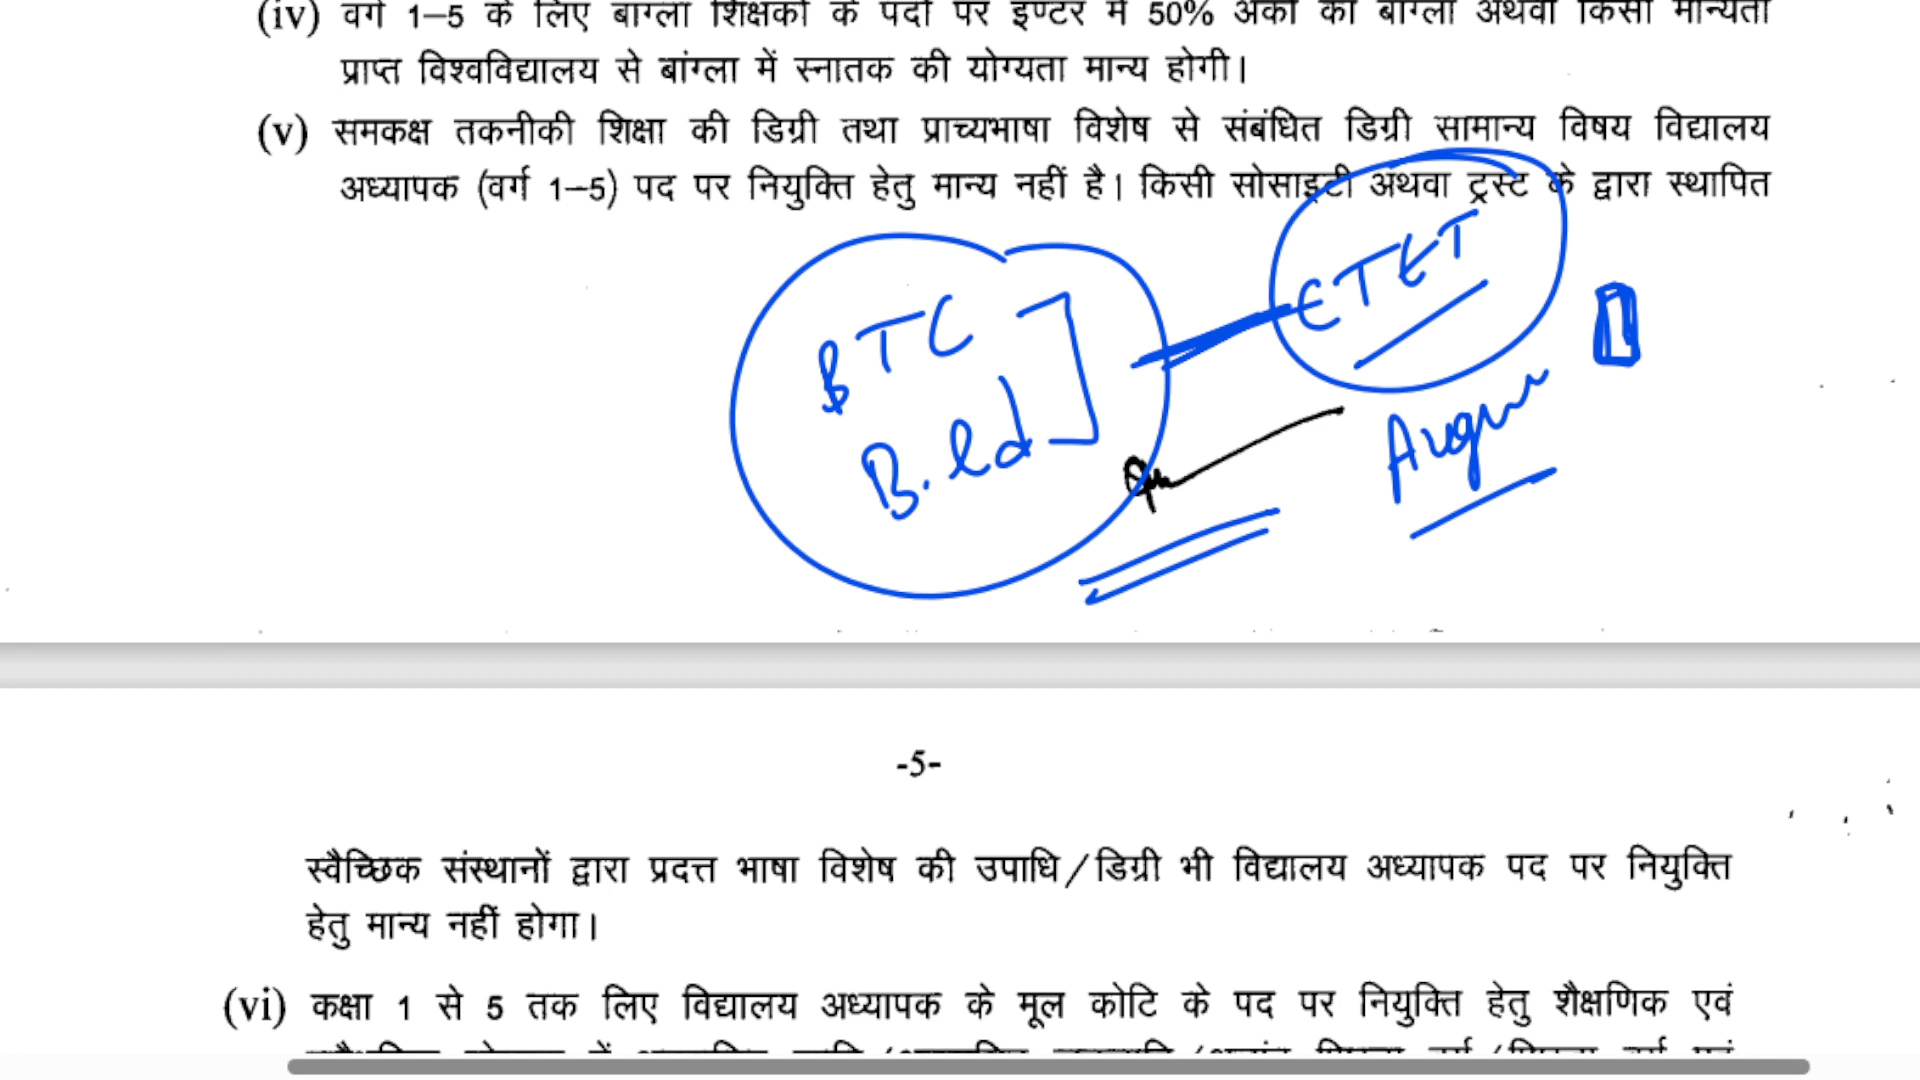 (iv) वर्ग 1–5 के लिए बांग्ला शिक्षकों के पदों पर इण्टर में 50% अंकों की बांग्ला अथवा किसी मान्यता
प्राप्त विश्वविद्यालय से बांग्ला में स्नातक की योग्यता मान्य होगी।
(v) समकक्ष तकनीकी शिक्षा की डिग्री तथा प्राच्यभाषा विशेष से संबंधित डिग्री सामान्य विषय विद्यालय
अध्यापक (वर्ग 1–5) पद पर नियुक्ति हेतु मान्य नहीं है। किसी सोसाइटी अथवा ट्रस्ट के द्वारा स्थापित
CTET
BTC
B.Ed
-5-
स्वैच्छिक संस्थानों द्वारा प्रदत्त भाषा विशेष की उपाधि/डिग्री भी विद्यालय अध्यापक पद पर नियुक्ति
हेतु मान्य नहीं होगा।
(vi) कक्षा 1 से 5 तक लिए विद्यालय अध्यापक के मूल कोटि के पद पर नियुक्ति हेतु शैक्षणिक एवं